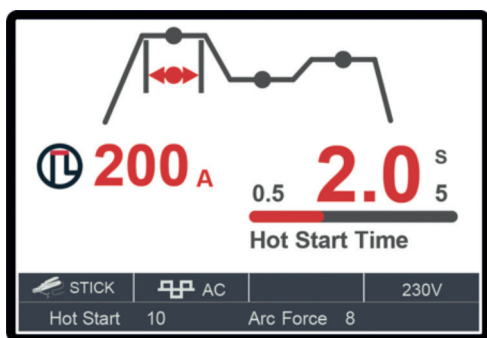 200 A
0.5 2.0 S 5
Hot Start Time
STICK AC 230V
Hot Start 10 Arc Force 8